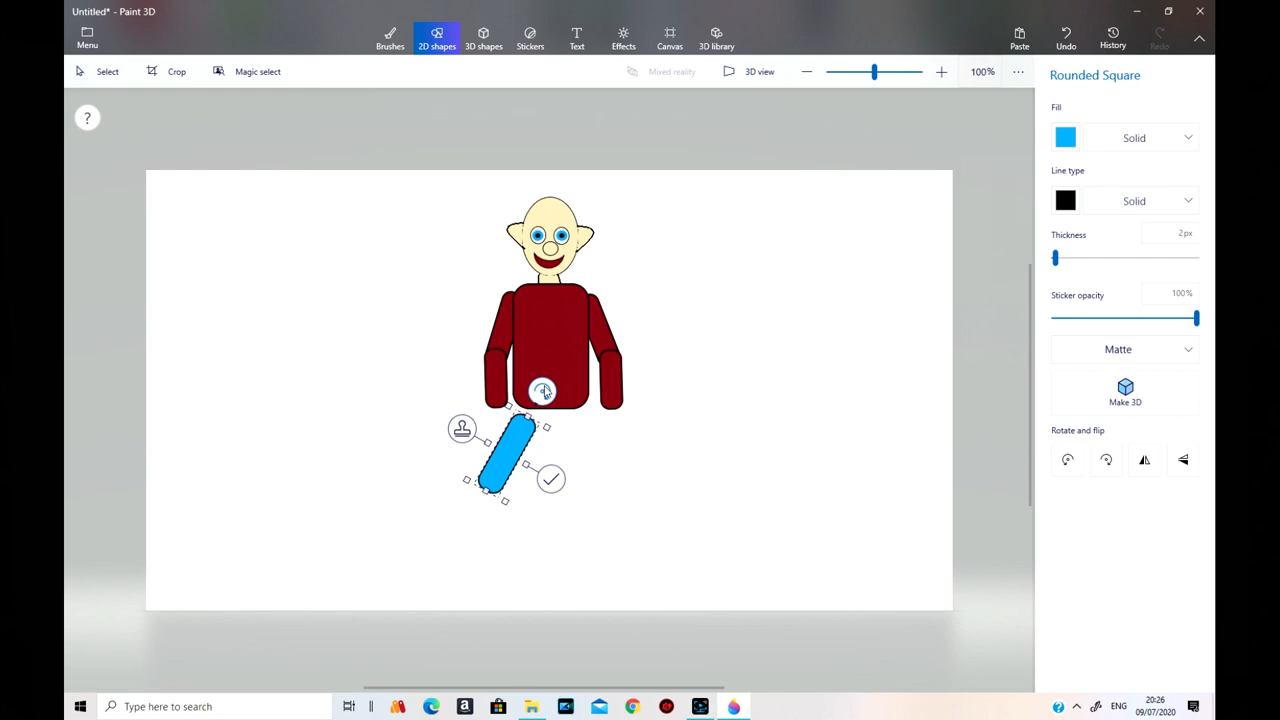 Untitled* - Paint 3D
Menu
Brushes
2D shapes
3D shapes
Stickers
Text
Effects
Canvas
3D library
Paste
Undo
History
Redo
Select
Crop
Magic select
Mixed reality
3D view
100%
Rounded Square
?
Fill
Solid
Line type
Solid
Thickness
2px
Sticker opacity
100%
Matte
Make 3D
Rotate and flip
Type here to search
ENG
20:26
09/07/2020